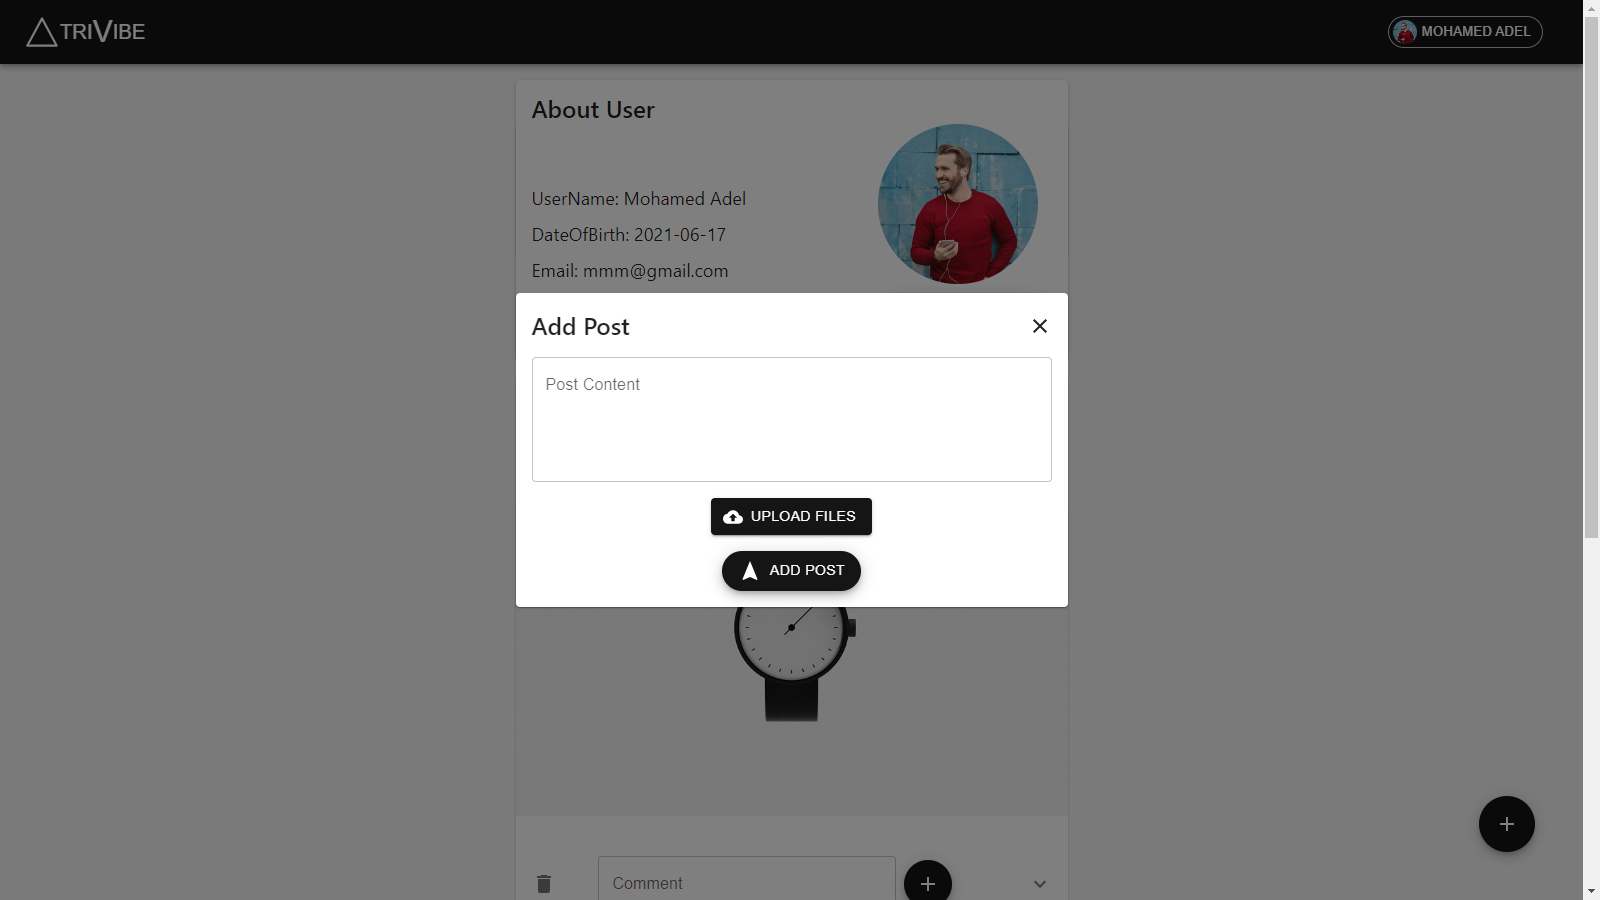 TRIVIBE
MOHAMED ADEL
About User
UserName: Mohamed Adel
DateOfBirth: 2021-06-17
Email: mmm@gmail.com
Add Post
Post Content
UPLOAD FILES
ADD POST
Comment